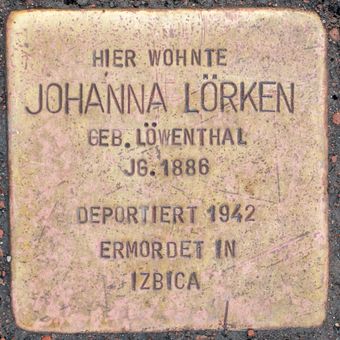 HIER WOHNTE
JOHANNA LÖRKEN
GEB. LÖWENTHAL
JG. 1886
DEPORTIERT 1942
ERMORDET IN
IZBICA